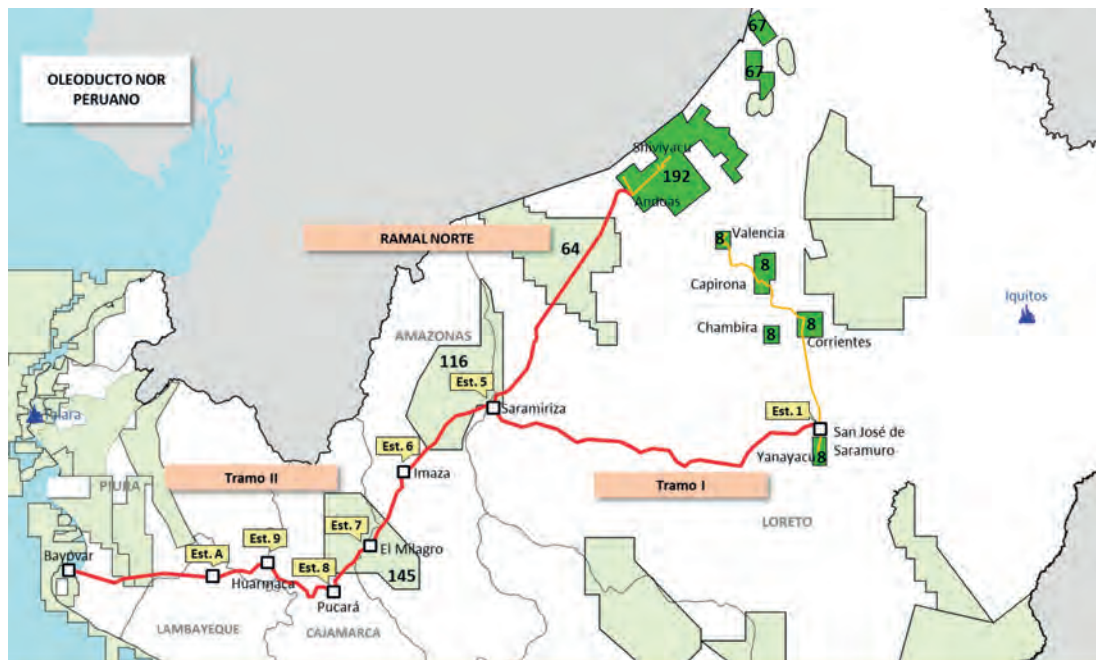 67
OLEODUCTO NOR
PERUANO
67
Shiviyacu
192
Andoas
RAMAL NORTE
64
8
Valencia
8
Capirona
Iquitos
AMAZONAS
Chambira
8
8
Corrientes
116
Est. 5
Saramiriza
Est. 1
San José de
Saramuro
Talara
Est. 6
Yanayacu
8
Imaza
Tramo II
Tramo I
PIURA
LORETO
Est. 7
El Milagro
Est. 9
Est. A
Bayóvar
Est. 8
145
Huarmaca
Pucará
LAMBAYEQUE
CAJAMARCA